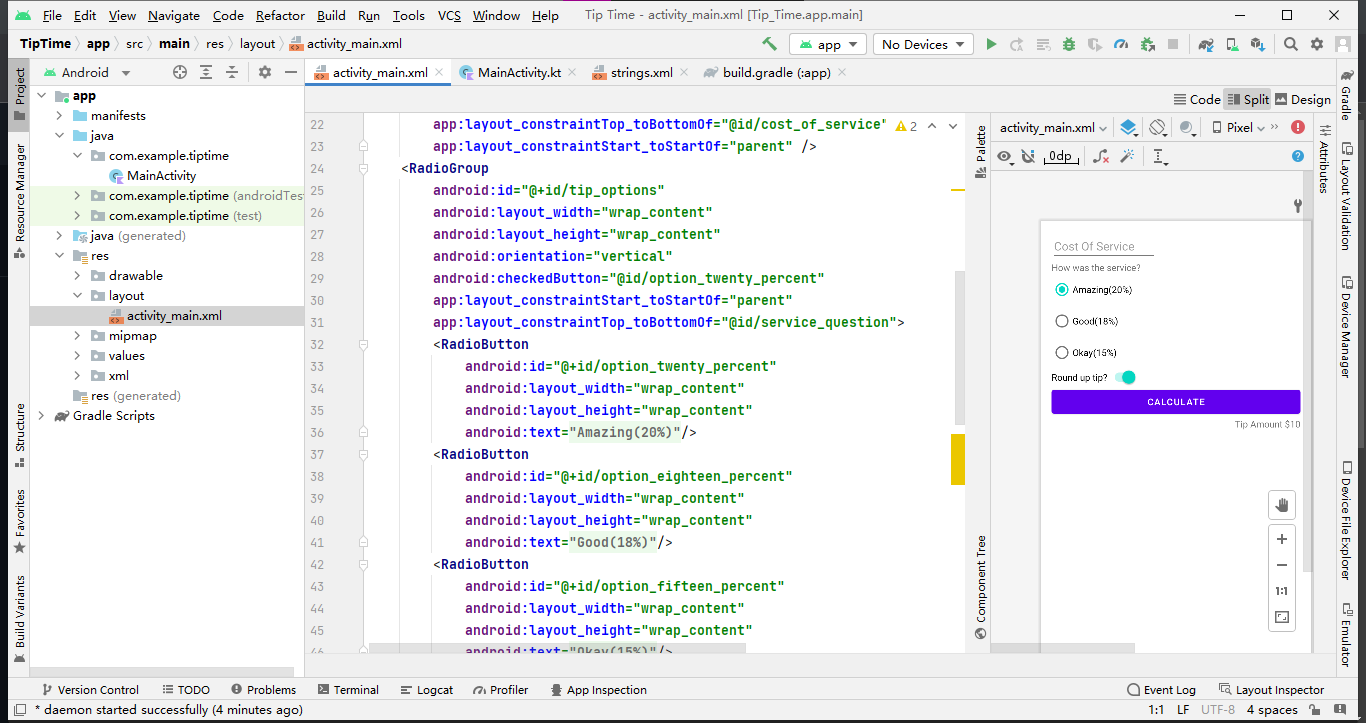 File Edit View Navigate Code Refactor Build Run Tools VCS Window Help Tip Time - activity_main.xml [Tip_Time.app.main]
TipTime app src main res layout activity_main.xml app No Devices
Project Android activity_main.xml MainActivity.kt strings.xml build.gradle (:app) Gradle
Code Split Design
app
manifests
java
com.example.tiptime
MainActivity
com.example.tiptime (androidTes
com.example.tiptime (test)
java (generated)
res
drawable
layout
activity_main.xml
mipmap
values
xml
res (generated)
Gradle Scripts
Resource Manager
Structure
Favorites
Build Variants
22 app:layout_constraintTop_toBottomOf="@id/cost_of_service" 2
23 app:layout_constraintStart_toStartOf="parent" />
24 <RadioGroup
25 android:id="@+id/tip_options"
26 android:layout_width="wrap_content"
27 android:layout_height="wrap_content"
28 android:orientation="vertical"
29 android:checkedButton="@id/option_twenty_percent"
30 app:layout_constraintStart_toStartOf="parent"
31 app:layout_constraintTop_toBottomOf="@id/service_question">
32 <RadioButton
33 android:id="@+id/option_twenty_percent"
34 android:layout_width="wrap_content"
35 android:layout_height="wrap_content"
36 android:text="Amazing(20%)"/>
37 <RadioButton
38 android:id="@+id/option_eighteen_percent"
39 android:layout_width="wrap_content"
40 android:layout_height="wrap_content"
41 android:text="Good(18%)"/>
42 <RadioButton
43 android:id="@+id/option_fifteen_percent"
44 android:layout_width="wrap_content"
45 android:layout_height="wrap_content"
46 android:text="Okay(15%)"/>
Palette
Component Tree
activity_main.xml Pixel
0dp
Cost Of Service
How was the service?
Amazing(20%)
Good(18%)
Okay(15%)
Round up tip?
CALCULATE
Tip Amount $10
1:1
Attributes
Layout Validation
Device Manager
Device File Explorer
Emulator
Version Control TODO Problems Terminal Logcat Profiler App Inspection Event Log Layout Inspector
* daemon started successfully (4 minutes ago) 1:1 LF UTF-8 4 spaces